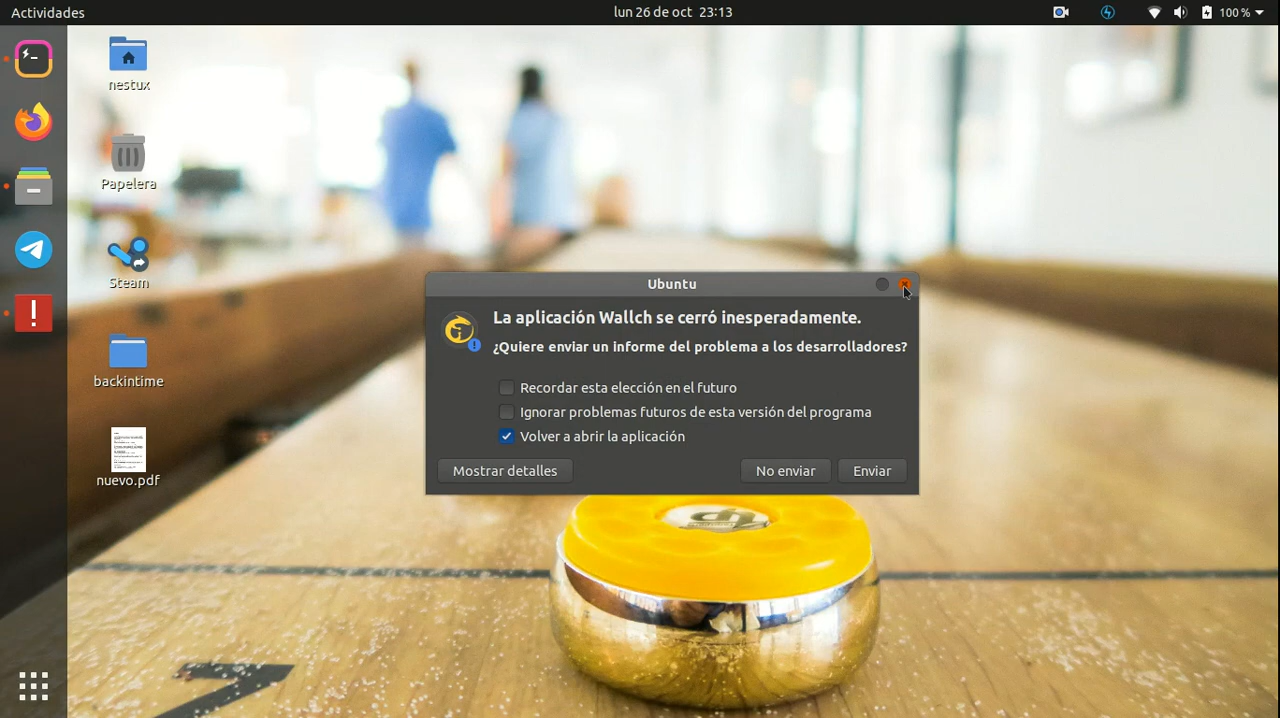 Actividades
lun 26 de oct 23:13
100 %
nestux
Papelera
Steam
backintime
nuevo.pdf
Ubuntu
La aplicación Wallch se cerró inesperadamente.
¿Quiere enviar un informe del problema a los desarrolladores?
Recordar esta elección en el futuro
Ignorar problemas futuros de esta versión del programa
Volver a abrir la aplicación
Mostrar detalles
No enviar
Enviar